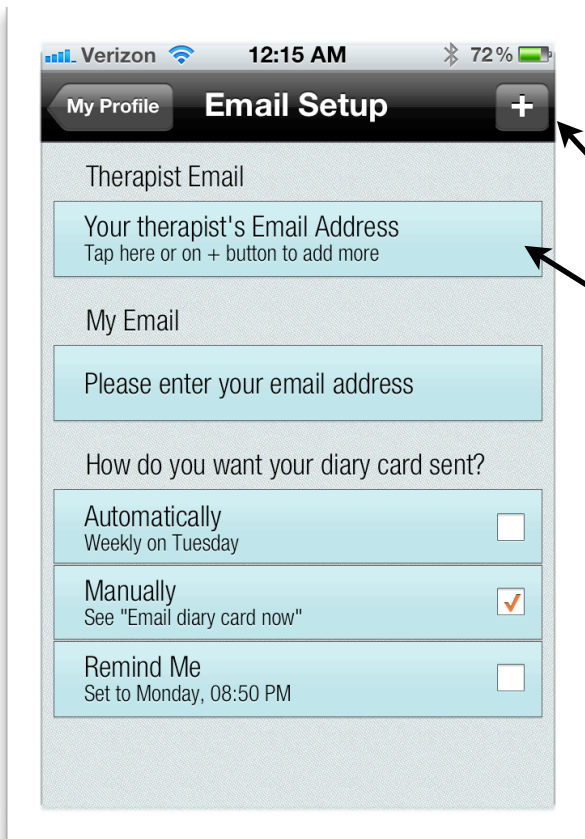 Verizon 12:15 AM 72%
My Profile Email Setup +
Therapist Email
Your therapist's Email Address
Tap here or on + button to add more
My Email
Please enter your email address
How do you want your diary card sent?
Automatically
Weekly on Tuesday
Manually
See "Email diary card now"
Remind Me
Set to Monday, 08:50 PM